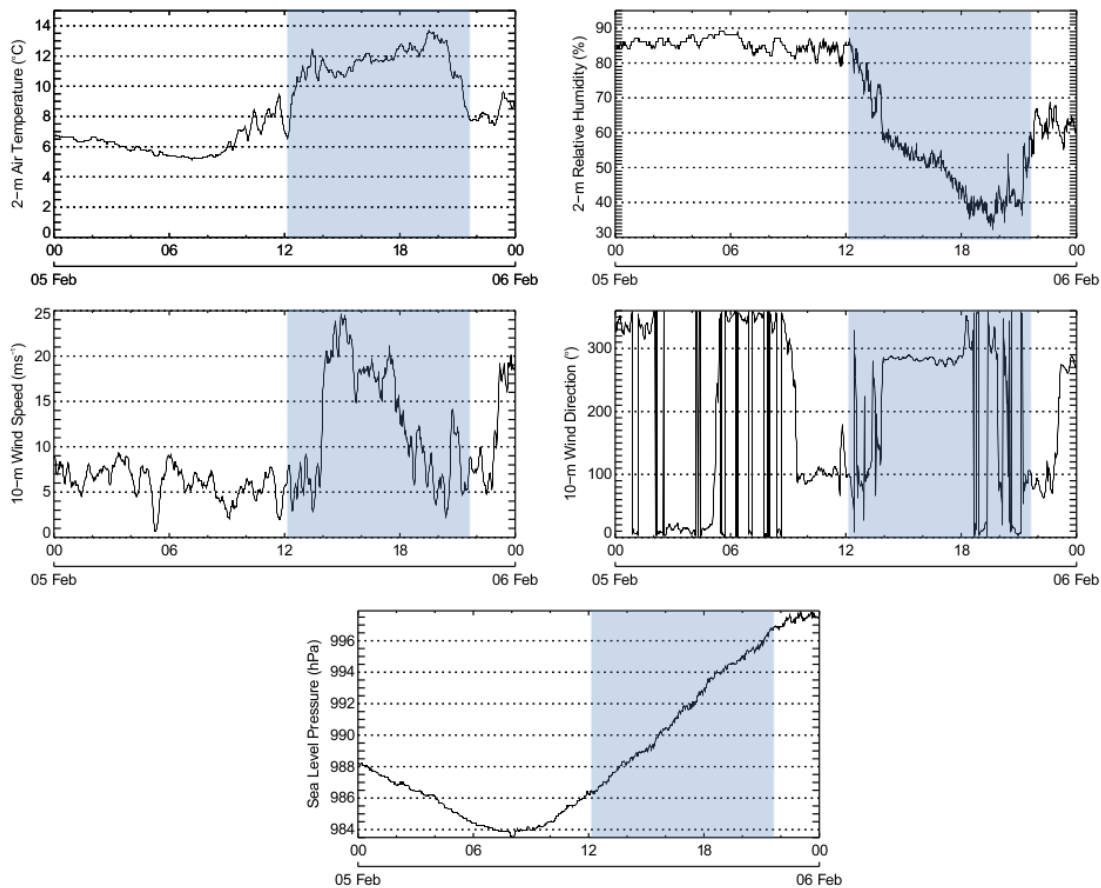 2−m Air Temperature (°C)
14
12
10
8
6
4
2
0
00 06 12 18 00
05 Feb 06 Feb
2−m Relative Humidity (%)
90
80
70
60
50
40
30
00 06 12 18 00
05 Feb 06 Feb
10−m Wind Speed (ms⁻¹)
25
20
15
10
5
0
00 06 12 18 00
05 Feb 06 Feb
10−m Wind Direction (°)
300
200
100
0
00 06 12 18 00
05 Feb 06 Feb
Sea Level Pressure (hPa)
996
994
992
990
988
986
984
00 06 12 18 00
05 Feb 06 Feb